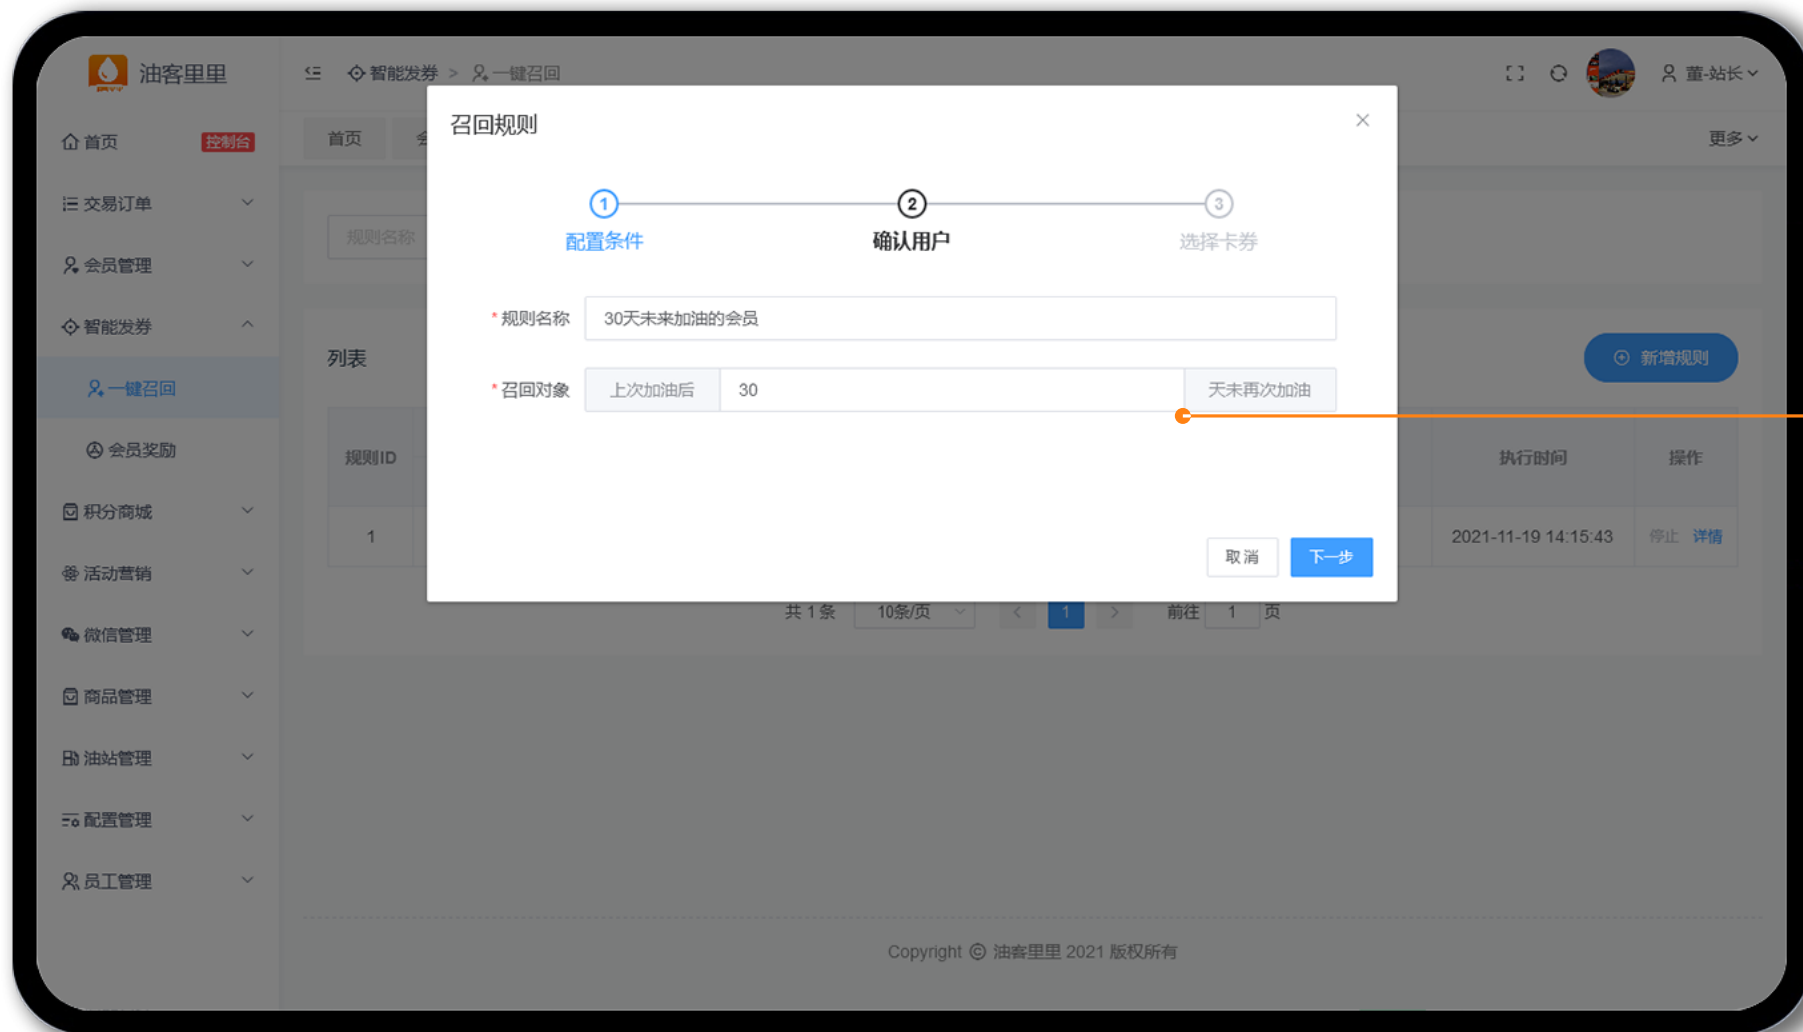 油客里里
智能发券 > 一键召回
董-站长
首页 控制台
交易订单
会员管理
智能发券
一键召回
会员奖励
积分商城
活动营销
微信管理
商品管理
油站管理
配置管理
员工管理
首页
更多
规则名称
列表
新增规则
规则ID
执行时间
操作
1
2021-11-19 14:15:43
停止 详情
召回规则
1
2
3
配置条件
确认用户
选择卡券
*规则名称 30天未来加油的会员
*召回对象 上次加油后 30 天未再次加油
取消
下一步
共 1 条 10条/页 < 1 > 前往 1 页
Copyright © 油客里里 2021 版权所有